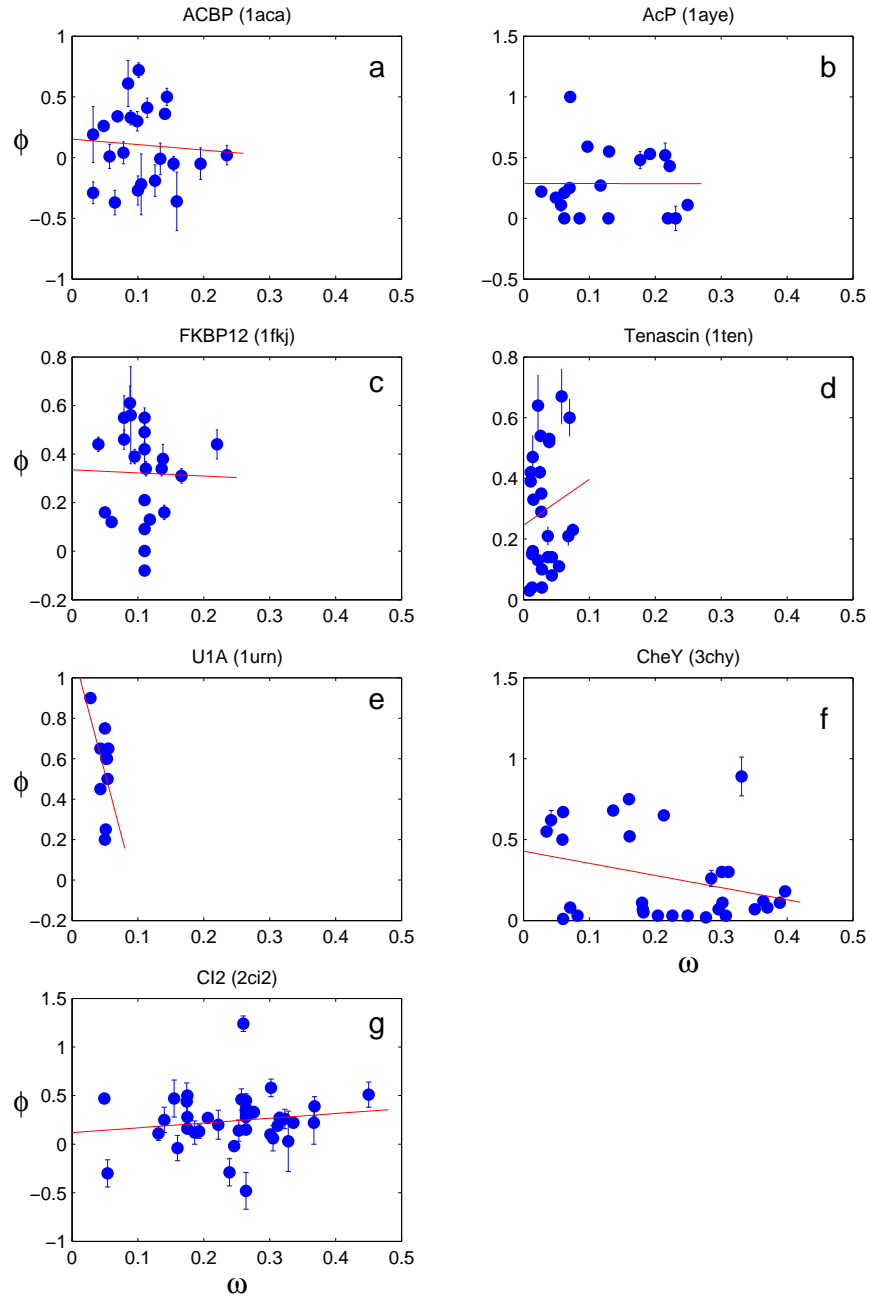 ACBP (1aca)
a
1
0.5
0
−0.5
−1
ϕ
0 0.1 0.2 0.3 0.4 0.5
AcP (1aye)
b
1.5
1
0.5
0
−0.5
0 0.1 0.2 0.3 0.4 0.5
FKBP12 (1fkj)
c
0.8
0.6
0.4
0.2
0
−0.2
ϕ
0 0.1 0.2 0.3 0.4 0.5
Tenascin (1ten)
d
0.8
0.6
0.4
0.2
0
0 0.1 0.2 0.3 0.4 0.5
U1A (1urn)
e
1
0.8
0.6
0.4
0.2
0
−0.2
ϕ
0 0.1 0.2 0.3 0.4 0.5
CheY (3chy)
f
1.5
1
0.5
0
0 0.1 0.2 0.3 0.4 0.5
ω
CI2 (2ci2)
g
1.5
1
0.5
0
−0.5
−1
ϕ
0 0.1 0.2 0.3 0.4 0.5
ω